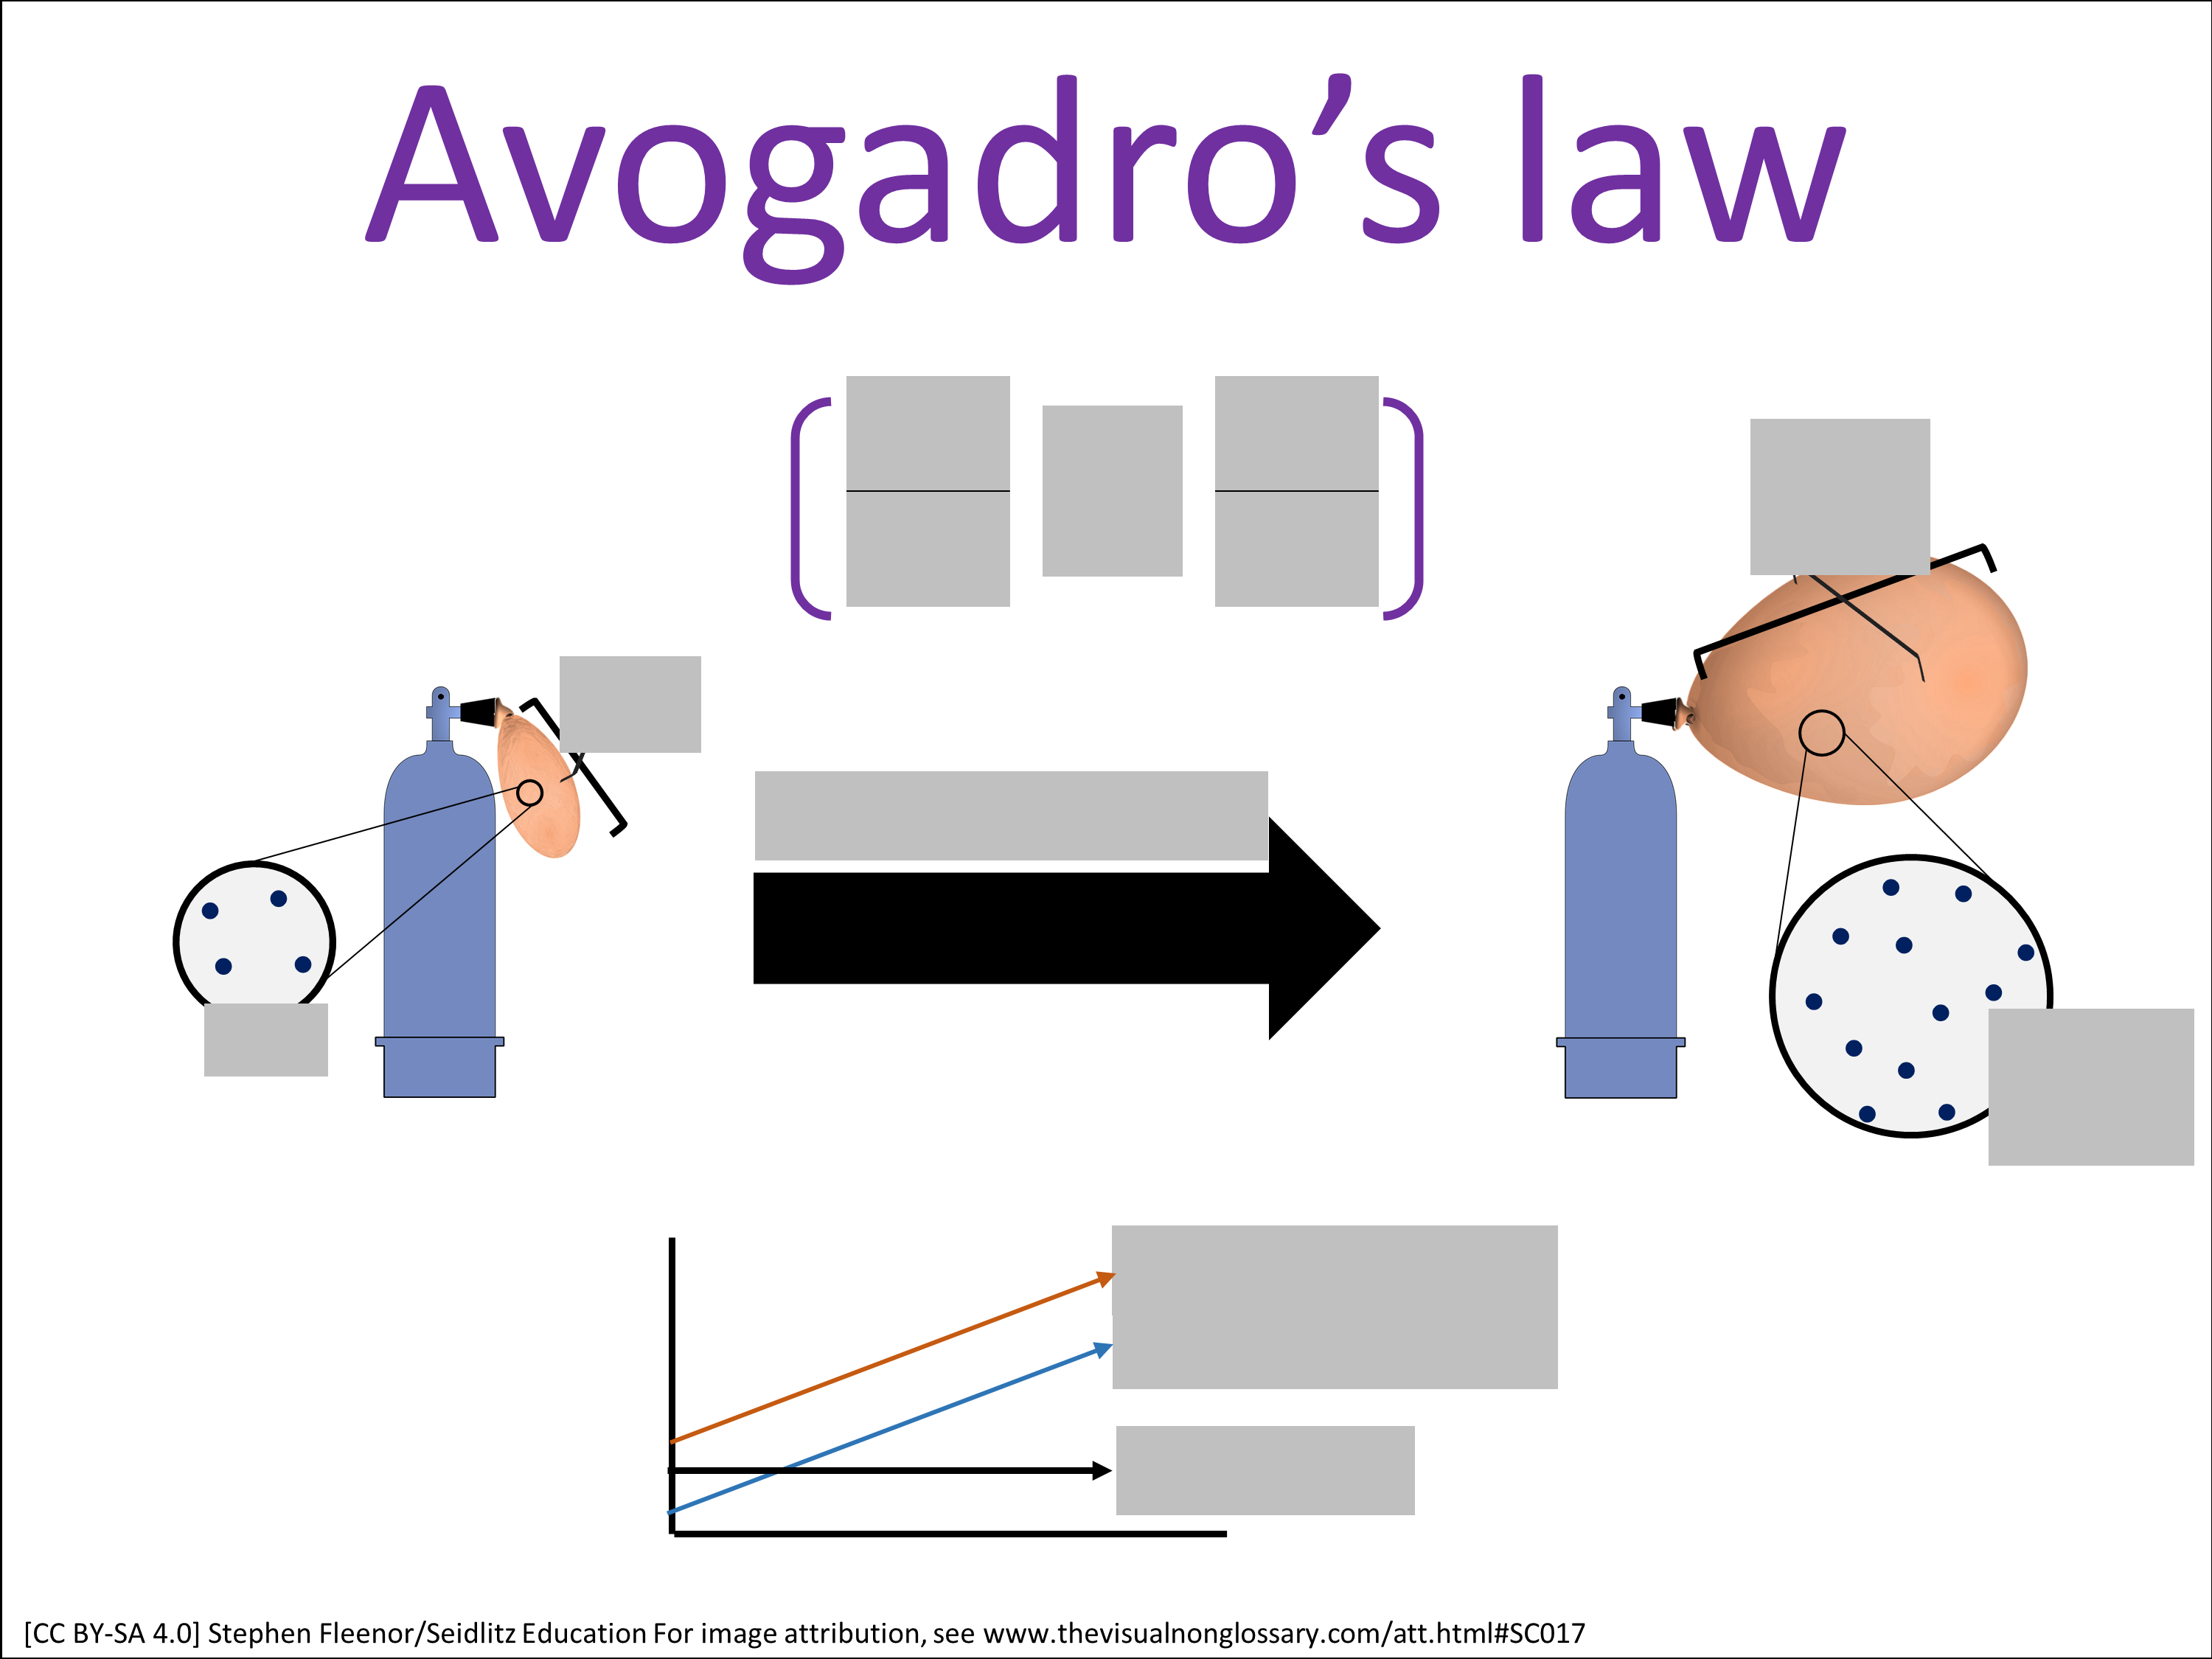 Avogadro’s law
[CC BY-SA 4.0] Stephen Fleenor/Seidlitz Education For image attribution, see www.thevisualnonglossary.com/att.html#SC017